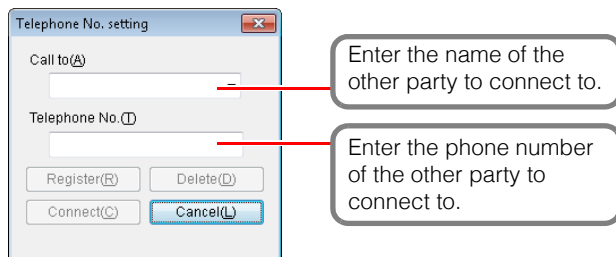 Telephone No. setting
Call to(A)
Enter the name of the
other party to connect to.
Telephone No.(T)
Enter the phone number
of the other party to
connect to.
Register(R)
Delete(D)
Connect(C)
Cancel(L)